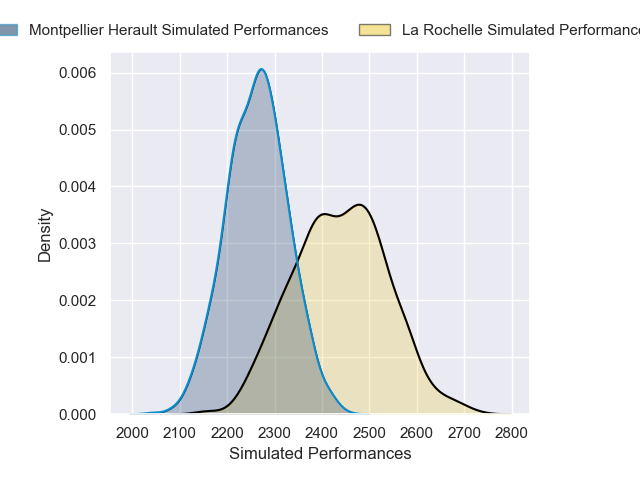 Montpellier Herault Simulated Performances La Rochelle Simulated Performance
0.006
0.005
0.004
0.003
0.002
0.001
0.000
Density
2000 2100 2200 2300 2400 2500 2600 2700 2800
Simulated Performances